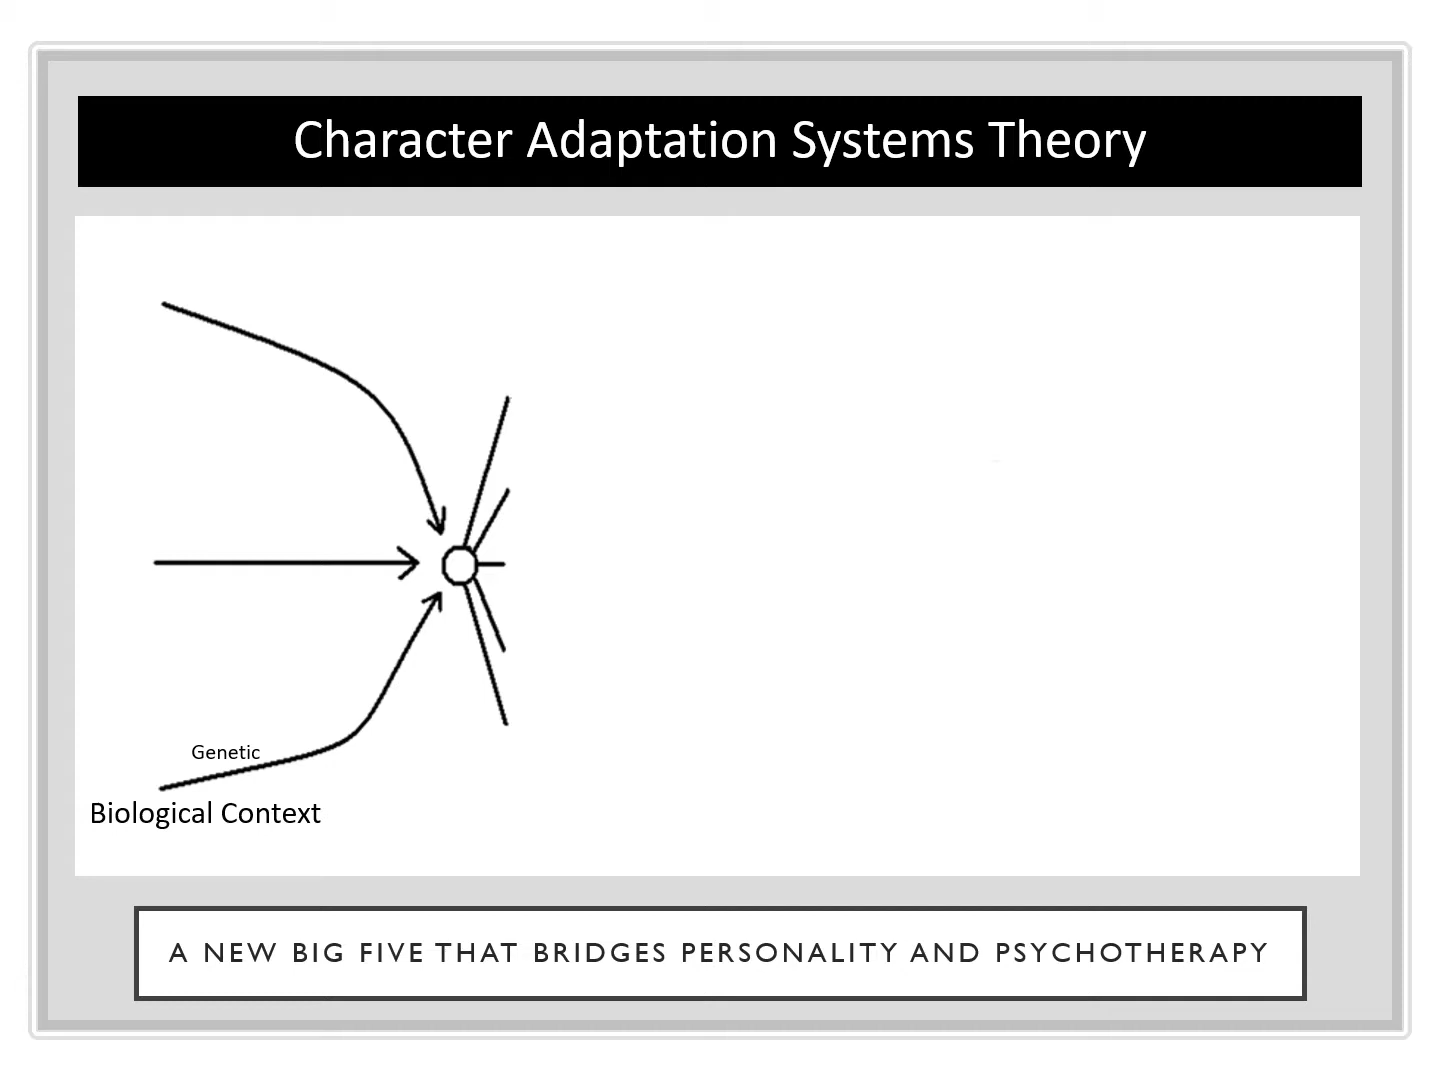 Character Adaptation Systems Theory
Genetic
Biological Context
A NEW BIG FIVE THAT BRIDGES PERSONALITY AND PSYCHOTHERAPY